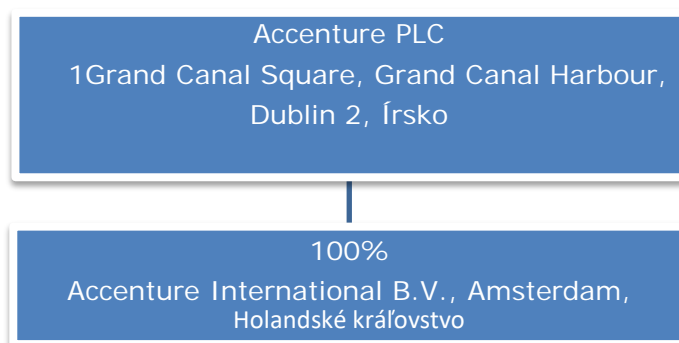 Accenture PLC
1Grand Canal Square, Grand Canal Harbour,
Dublin 2, Írsko
100%
Accenture International B.V., Amsterdam,
Holandské kráľovstvo